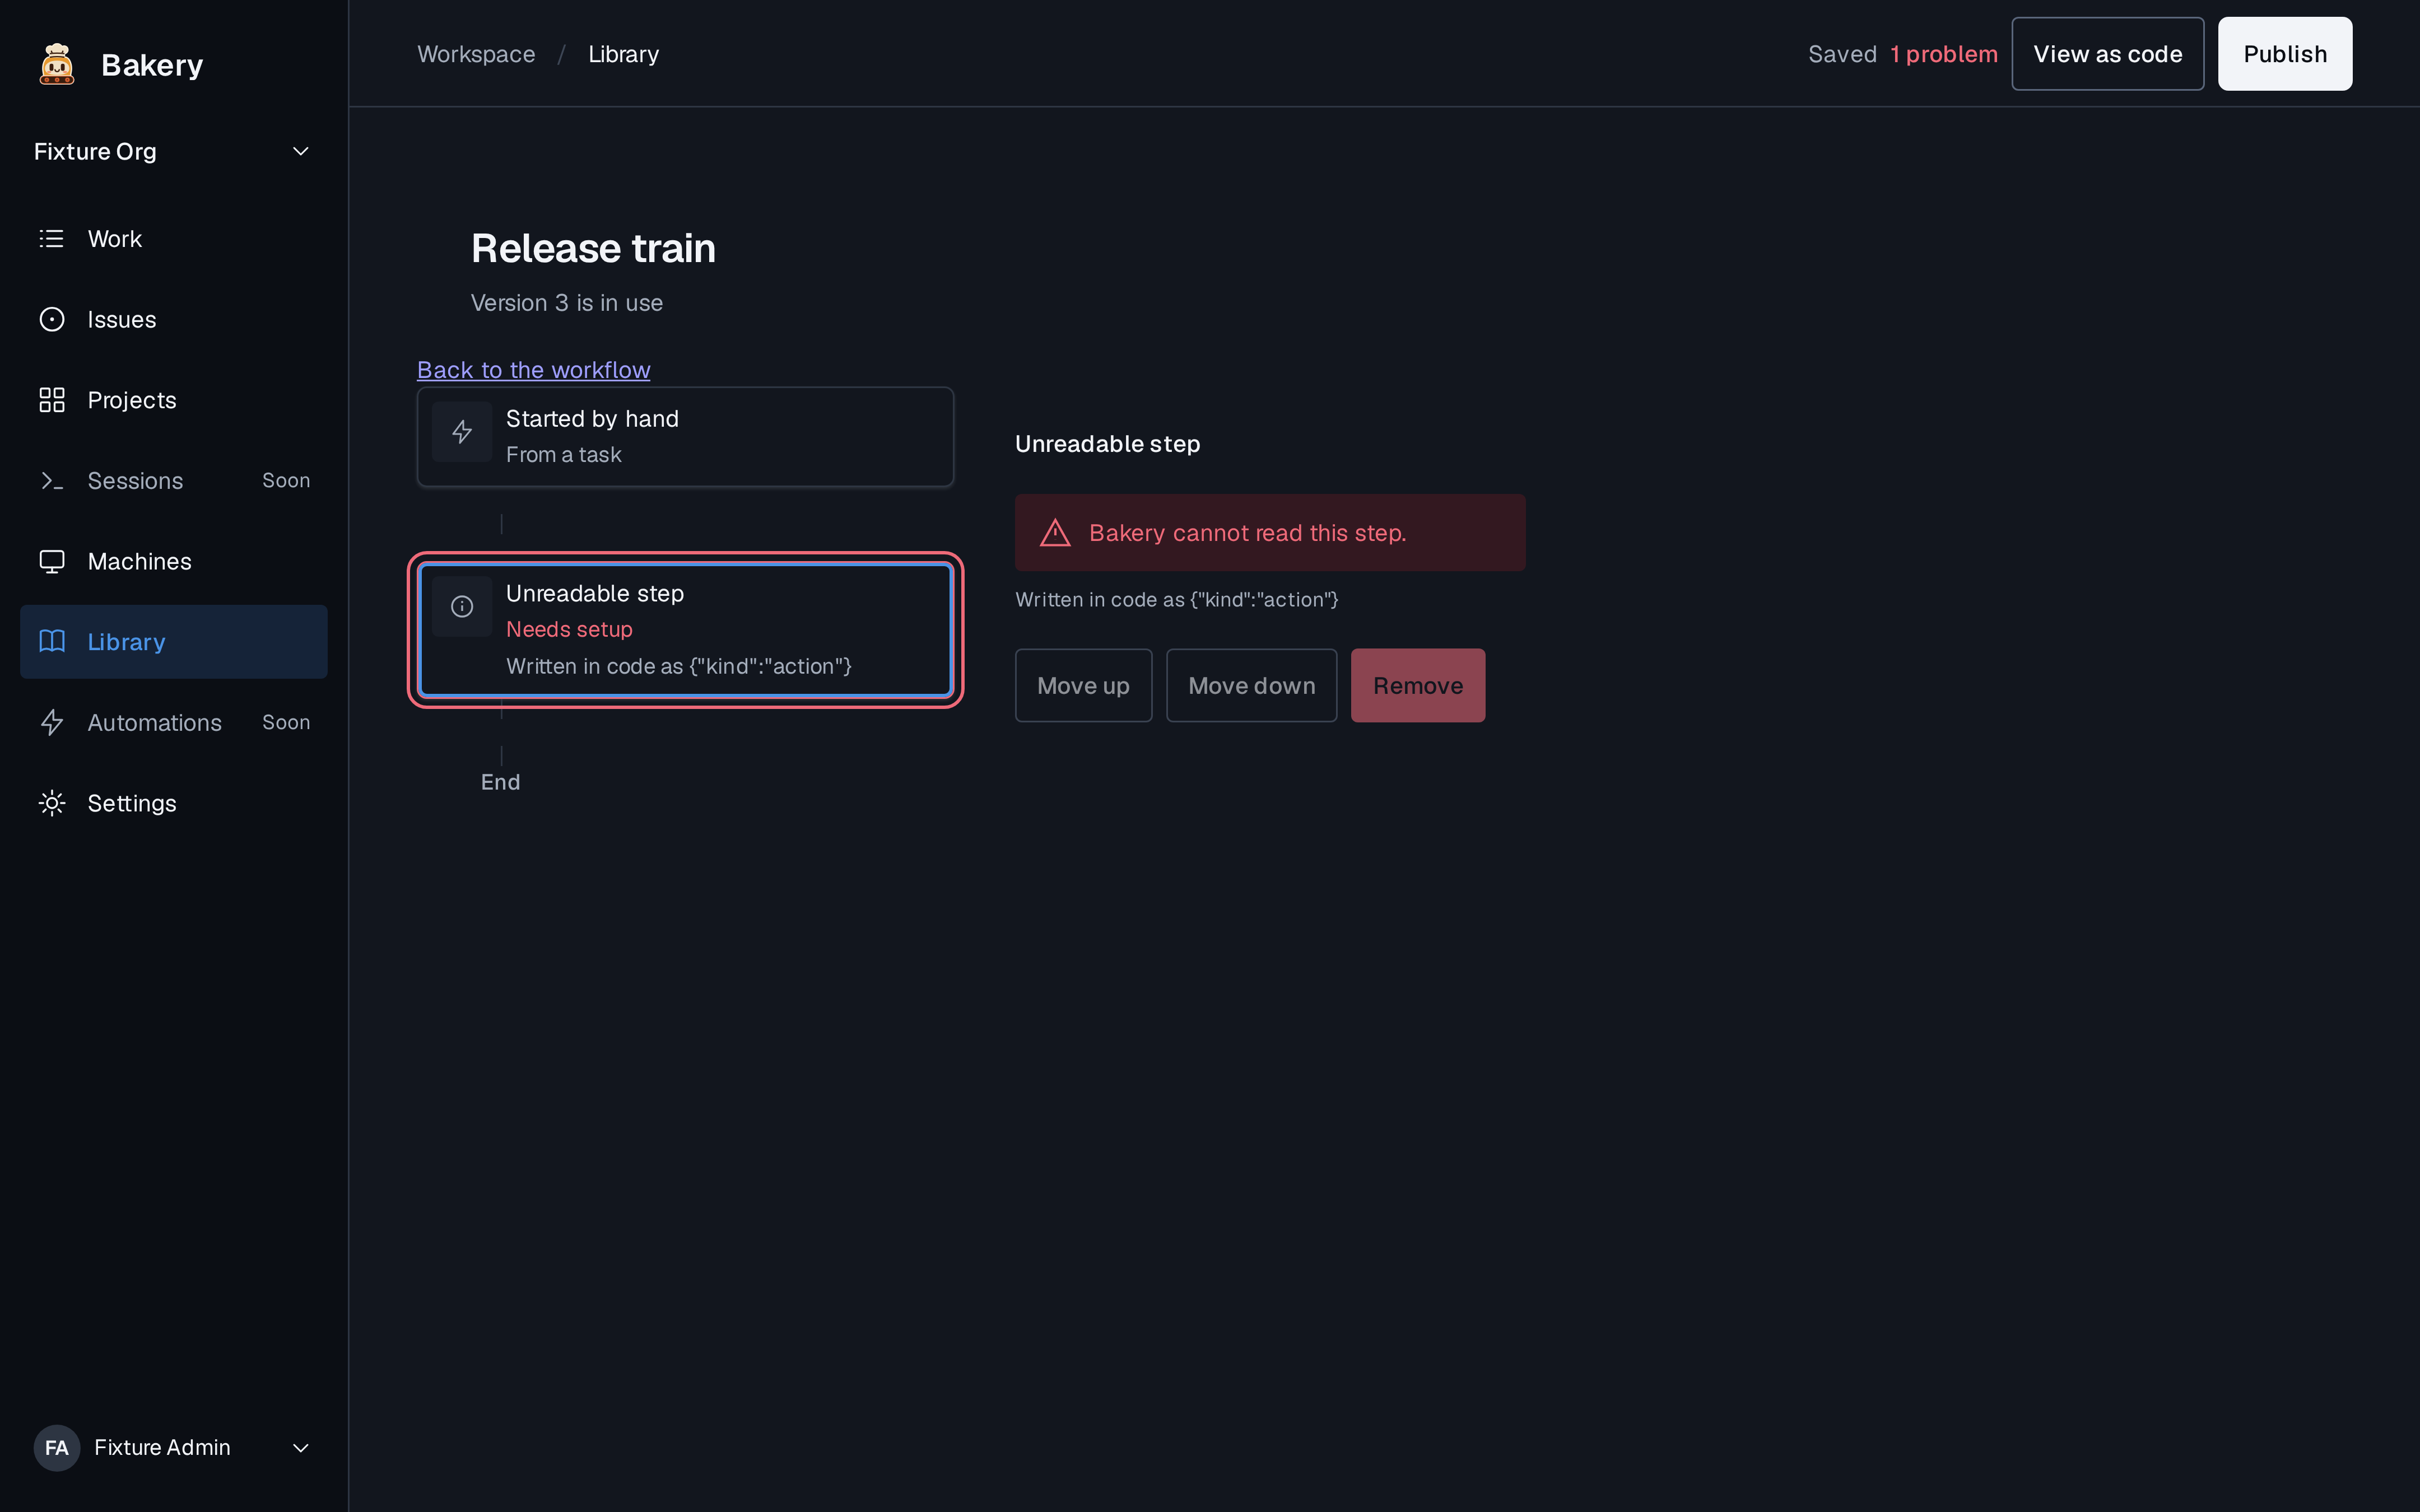 Bakery
Fixture Org
Work
Issues
Projects
Sessions Soon
Machines
Library
Automations Soon
Settings
FA Fixture Admin
Workspace / Library
Saved 1 problem View as code Publish
Release train
Version 3 is in use
Back to the workflow
Started by hand
From a task
Unreadable step
Needs setup
Written in code as {"kind":"action"}
End
Unreadable step
Bakery cannot read this step.
Written in code as {"kind":"action"}
Move up Move down Remove